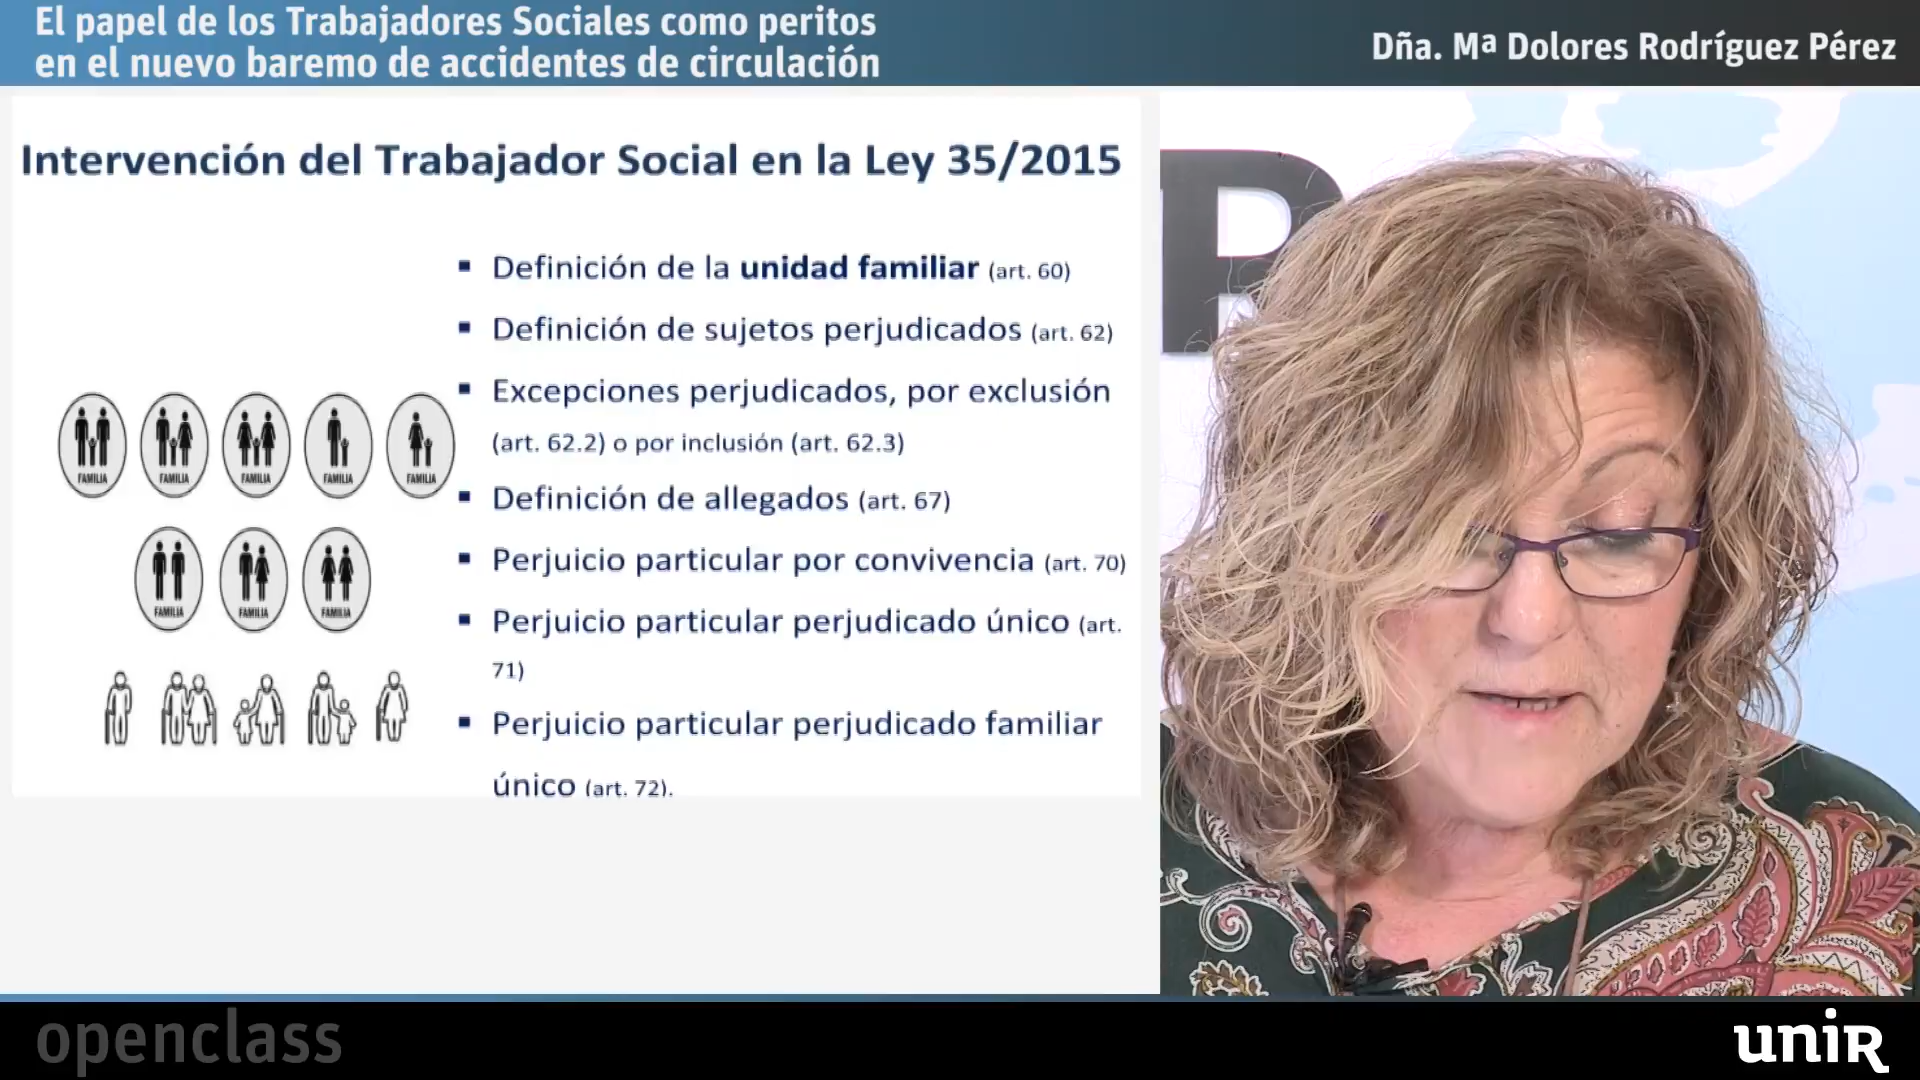 El papel de los Trabajadores Sociales como peritos
en el nuevo baremo de accidentes de circulación
Dña. Mª Dolores Rodríguez Pérez
Intervención del Trabajador Social en la Ley 35/2015
▪ Definición de la unidad familiar (art. 60)
▪ Definición de sujetos perjudicados (art. 62)
▪ Excepciones perjudicados, por exclusión
(art. 62.2) o por inclusión (art. 62.3)
▪ Definición de allegados (art. 67)
▪ Perjuicio particular por convivencia (art. 70)
▪ Perjuicio particular perjudicado único (art.
71)
▪ Perjuicio particular perjudicado familiar
único (art. 72).
FAMILIA FAMILIA FAMILIA FAMILIA FAMILIA
FAMILIA FAMILIA FAMILIA
P
openclass
unir